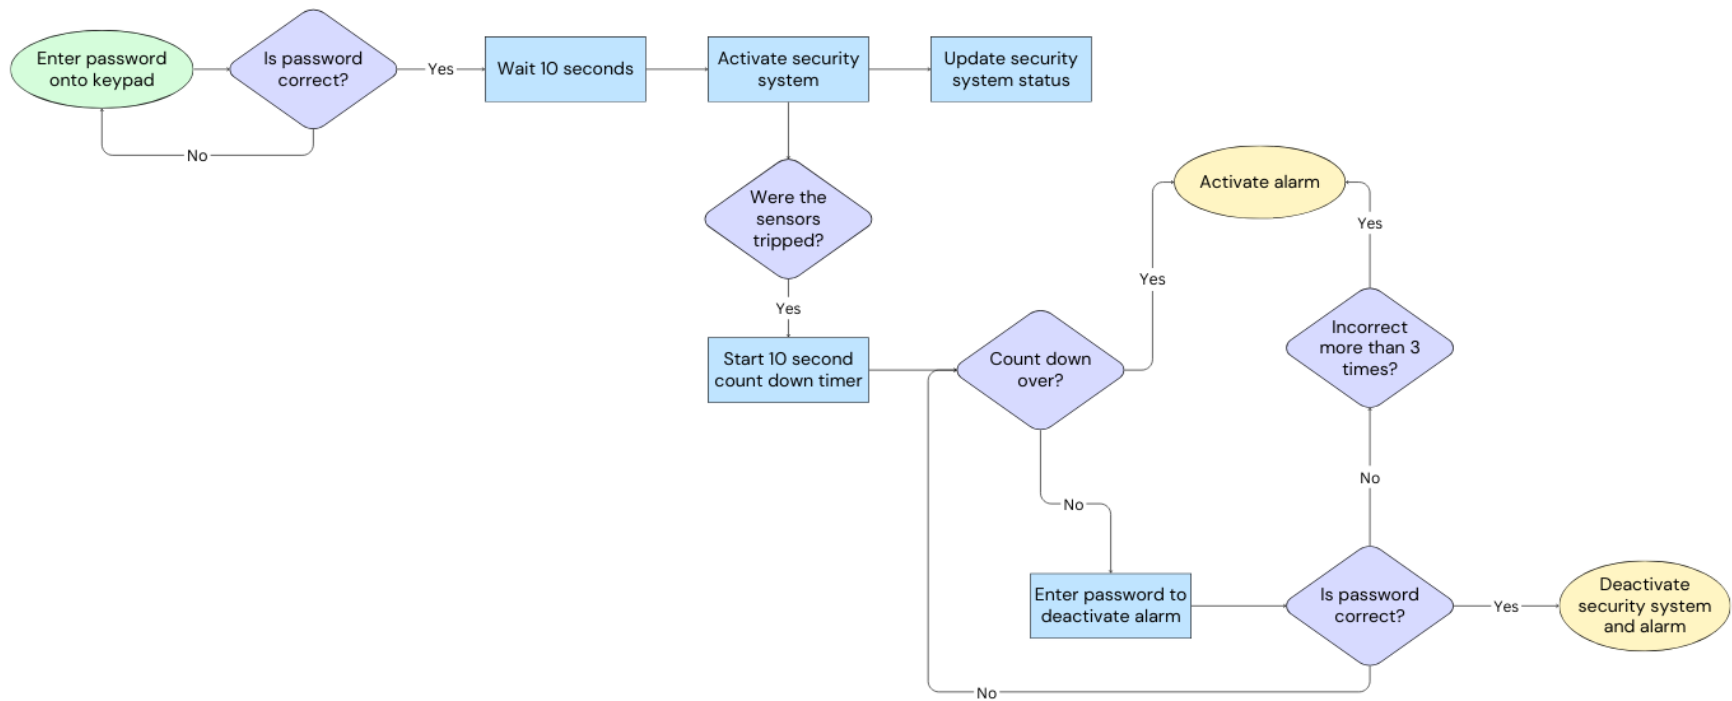 Enter password
onto keypad
Is password
correct?
Yes
Wait 10 seconds
Activate security
system
Update security
system status
No
Were the
sensors
tripped?
Yes
Start 10 second
count down timer
Count down
over?
Yes
Activate alarm
Yes
Incorrect
more than 3
times?
No
No
Enter password to
deactivate alarm
Is password
correct?
Yes
Deactivate
security system
and alarm
No